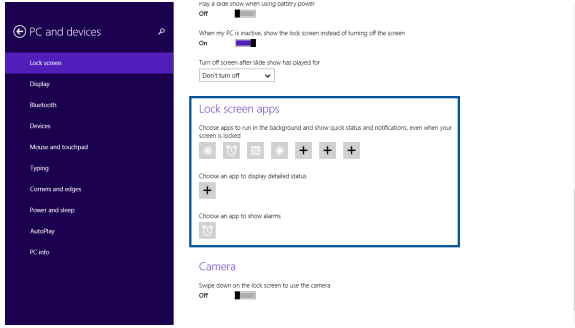 PC and devices
Lock screen
Display
Bluetooth
Devices
Mouse and touchpad
Typing
Corners and edges
Power and sleep
AutoPlay
PC info
Play a slide show when using battery power
Off
When my PC is inactive, show the lock screen instead of turning off the screen
On
Turn off screen after slide show has played for
Don't turn off
Lock screen apps
Choose apps to run in the background and show quick status and notifications, even when your
screen is locked
Choose an app to display detailed status
Choose an app to show alarms
Camera
Swipe down on the lock screen to use the camera
Off